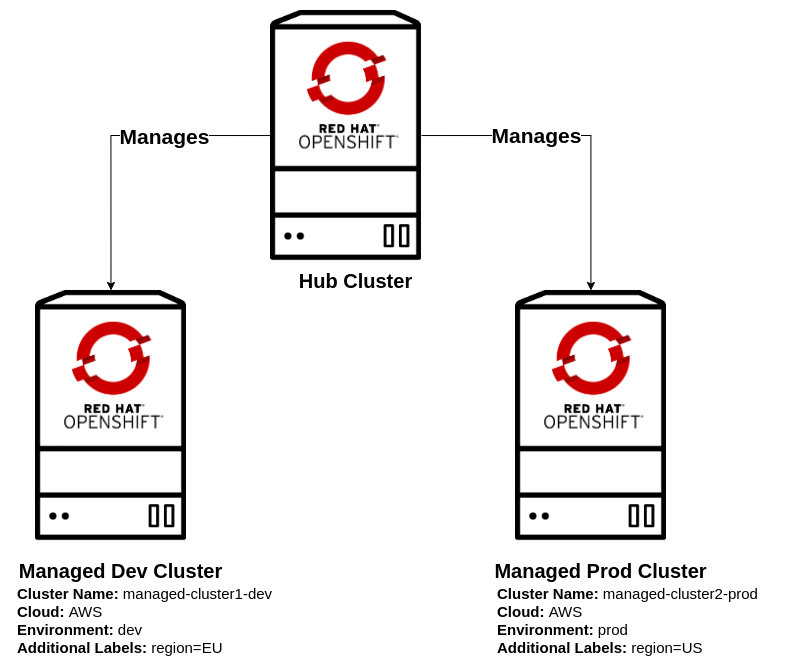 RED HAT
OPENSHIFT
Manages
Manages
Hub Cluster
RED HAT
OPENSHIFT
Managed Dev Cluster
Cluster Name: managed-cluster1-dev
Cloud: AWS
Environment: dev
Additional Labels: region=EU
RED HAT
OPENSHIFT
Managed Prod Cluster
Cluster Name: managed-cluster2-prod
Cloud: AWS
Environment: prod
Additional Labels: region=US